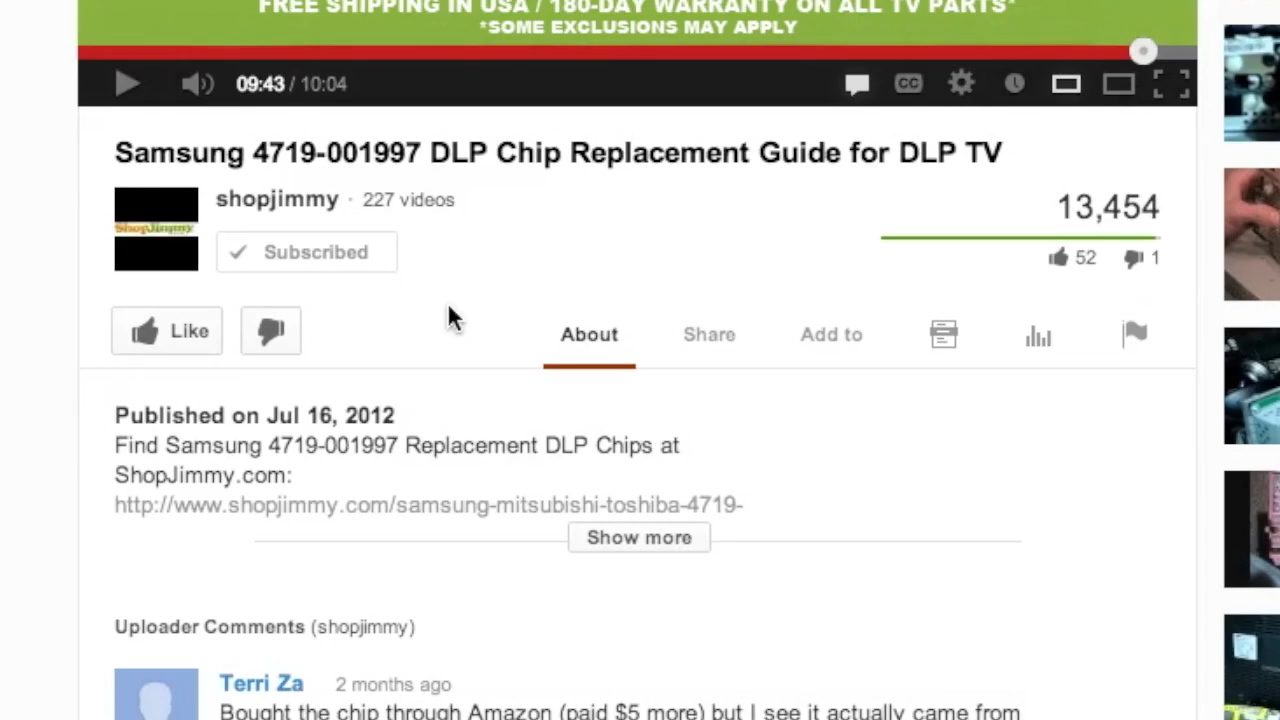 FREE SHIPPING IN USA / 180-DAY WARRANTY ON ALL TV PARTS*
*SOME EXCLUSIONS MAY APPLY
09:43 / 10:04
CC
Samsung 4719-001997 DLP Chip Replacement Guide for DLP TV
ShopJimmy
shopjimmy · 227 videos
13,454
Subscribed
52 1
Like
About Share Add to
Published on Jul 16, 2012
Find Samsung 4719-001997 Replacement DLP Chips at
ShopJimmy.com:
http://www.shopjimmy.com/samsung-mitsubishi-toshiba-4719-
Show more
Uploader Comments (shopjimmy)
Terri Za 2 months ago
Bought the chip through Amazon (paid $5 more) but I see it actually came from